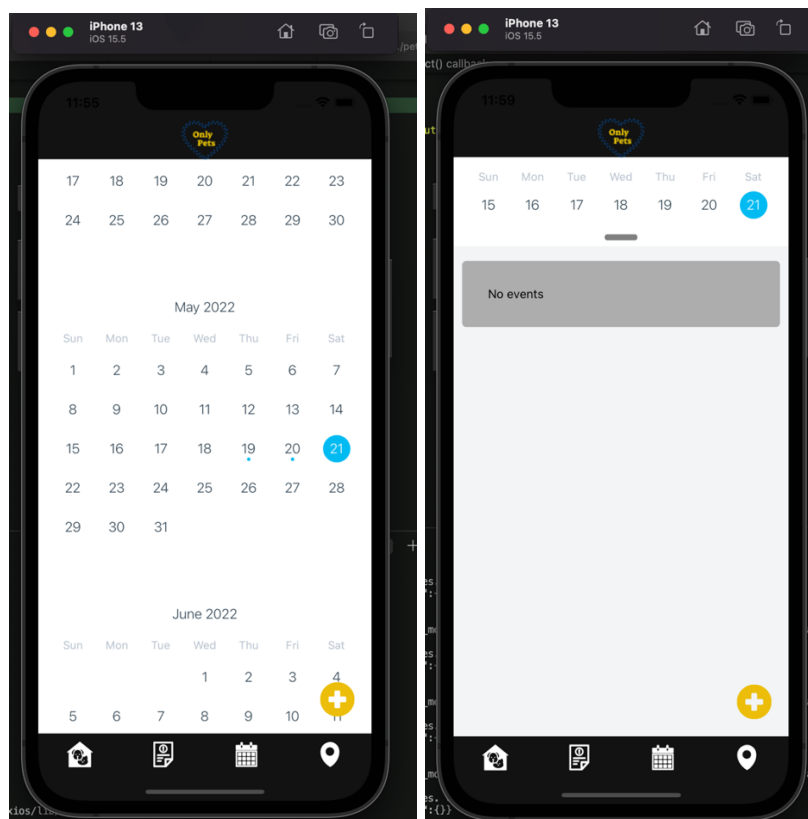 iPhone 13
iOS 15.5
11:55
Only
Pets
17 18 19 20 21 22 23
24 25 26 27 28 29 30
May 2022
Sun Mon Tue Wed Thu Fri Sat
1 2 3 4 5 6 7
8 9 10 11 12 13 14
15 16 17 18 19 20 21
22 23 24 25 26 27 28
29 30 31
June 2022
Sun Mon Tue Wed Thu Fri Sat
1 2 3 4
5 6 7 8 9 10
xios/li
/pet
iPhone 13
iOS 15.5
ct() callba
11:59
Only
Pets
Sun Mon Tue Wed Thu Fri Sat
15 16 17 18 19 20 21
No events
:{}}